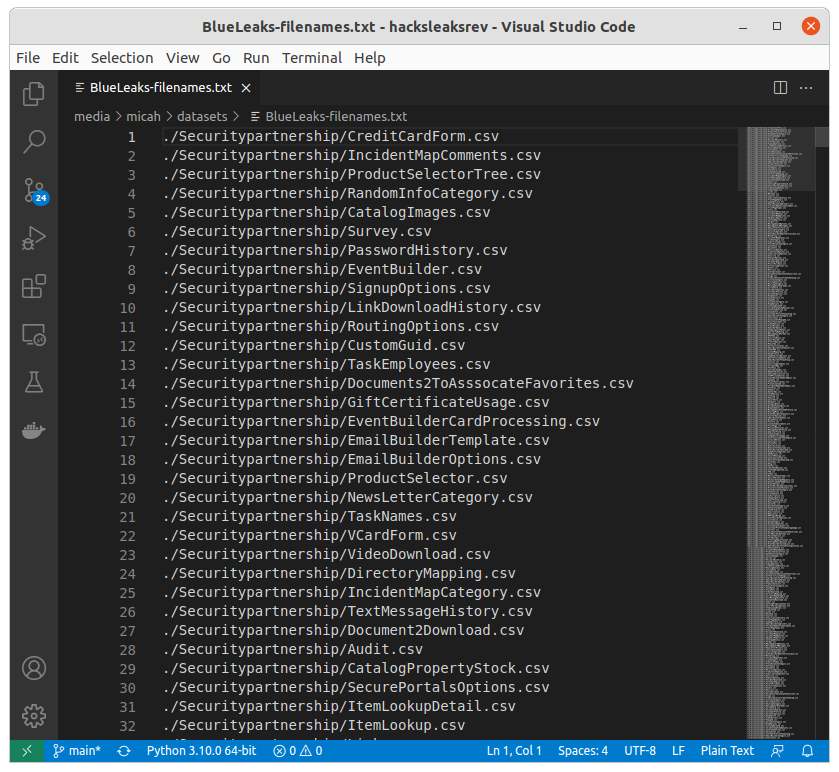 BlueLeaks-filenames.txt - hacksleaksrev - Visual Studio Code
File Edit Selection View Go Run Terminal Help
BlueLeaks-filenames.txt
media > micah > datasets > BlueLeaks-filenames.txt
1 ./Securitypartnership/CreditCardForm.csv
2 ./Securitypartnership/IncidentMapComments.csv
3 ./Securitypartnership/ProductSelectorTree.csv
4 ./Securitypartnership/RandomInfoCategory.csv
5 ./Securitypartnership/CatalogImages.csv
6 ./Securitypartnership/Survey.csv
7 ./Securitypartnership/PasswordHistory.csv
8 ./Securitypartnership/EventBuilder.csv
9 ./Securitypartnership/SignupOptions.csv
10 ./Securitypartnership/LinkDownloadHistory.csv
11 ./Securitypartnership/RoutingOptions.csv
12 ./Securitypartnership/CustomGuid.csv
13 ./Securitypartnership/TaskEmployees.csv
14 ./Securitypartnership/Documents2ToAsssocateFavorites.csv
15 ./Securitypartnership/GiftCertificateUsage.csv
16 ./Securitypartnership/EventBuilderCardProcessing.csv
17 ./Securitypartnership/EmailBuilderTemplate.csv
18 ./Securitypartnership/EmailBuilderOptions.csv
19 ./Securitypartnership/ProductSelector.csv
20 ./Securitypartnership/NewsLetterCategory.csv
21 ./Securitypartnership/TaskNames.csv
22 ./Securitypartnership/VCardForm.csv
23 ./Securitypartnership/VideoDownload.csv
24 ./Securitypartnership/DirectoryMapping.csv
25 ./Securitypartnership/IncidentMapCategory.csv
26 ./Securitypartnership/TextMessageHistory.csv
27 ./Securitypartnership/Document2Download.csv
28 ./Securitypartnership/Audit.csv
29 ./Securitypartnership/CatalogPropertyStock.csv
30 ./Securitypartnership/SecurePortalsOptions.csv
31 ./Securitypartnership/ItemLookupDetail.csv
32 ./Securitypartnership/ItemLookup.csv
24
main* Python 3.10.0 64-bit 0 0 Ln 1, Col 1 Spaces: 4 UTF-8 LF Plain Text